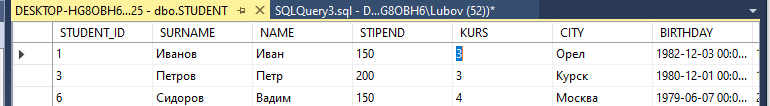 DESKTOP-HG8OBH6...25 - dbo.STUDENT SQLQuery3.sql - D...G8OBH6\Lubov (52))*
STUDENT_ID SURNAME NAME STIPEND KURS CITY BIRTHDAY
1 Иванов Иван 150 3 Орел 1982-12-03 00:0...
3 Петров Петр 200 3 Курск 1980-12-01 00:0...
6 Сидоров Вадим 150 4 Москва 1979-06-07 00:0...